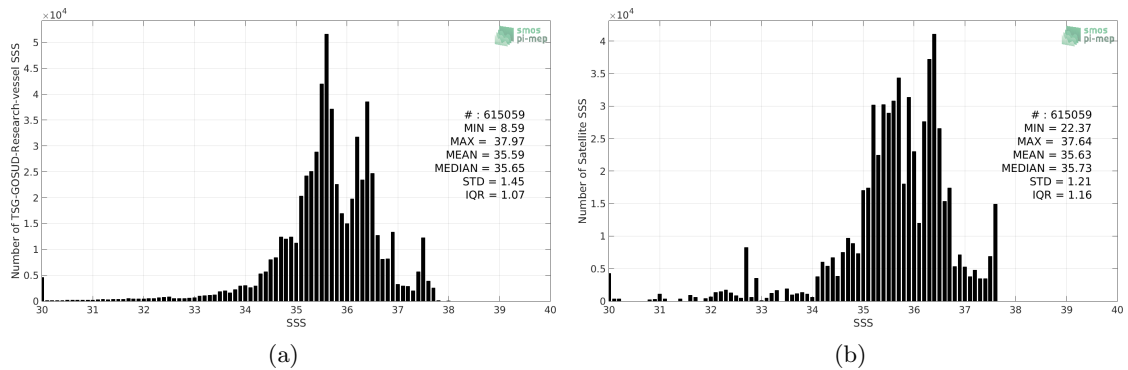 ×10⁴
smos
pi-mep
Number of TSG-GOSUD-Research-vessel SSS
5
4.5
4
3.5
3
2.5
2
1.5
1
0.5
0
# : 615059
MIN = 8.59
MAX = 37.97
MEAN = 35.59
MEDIAN = 35.65
STD = 1.45
IQR = 1.07
30 31 32 33 34 35 36 37 38 39 40
SSS
(a)
×10⁴
smos
pi-mep
Number of Satellite SSS
4
3.5
3
2.5
2
1.5
1
0.5
0
# : 615059
MIN = 22.37
MAX = 37.64
MEAN = 35.63
MEDIAN = 35.73
STD = 1.21
IQR = 1.16
30 31 32 33 34 35 36 37 38 39 40
SSS
(b)